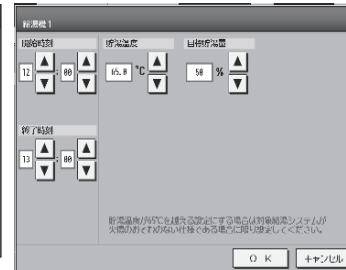 給湯機1
開始時刻
貯湯温度
目標貯湯量
12 : 00
65.0 °C
50 %
終了時刻
13 : 00
貯湯温度が65℃を超える設定にする場合は対象給湯システムが
火傷のおそれのない仕様である場合に限り設定してください。
OK
キャンセル